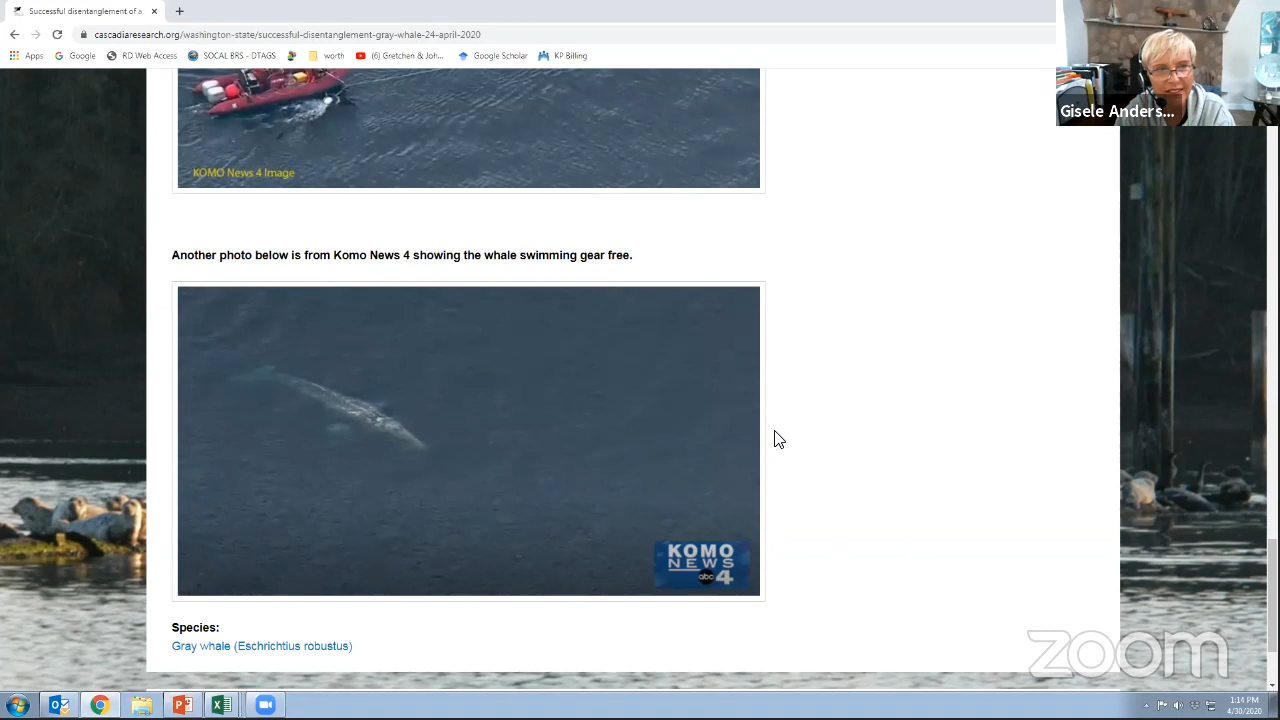 Successful disentanglement of a
cascadiaresearch.org/washington-state/successful-disentanglement-gray-whale-24-april-2020
Apps
Google
RD Web Access
SOCAL BRS - DTAGS
worth
(6) Gretchen & Joh...
Google Scholar
KP Billing
Gisele Anders...
KOMO News 4 Image
Another photo below is from Komo News 4 showing the whale swimming gear free.
KOMO
NEWS
abc 4
Species:
Gray whale (Eschrichtius robustus)
zoom
1:14 PM
4/30/2020